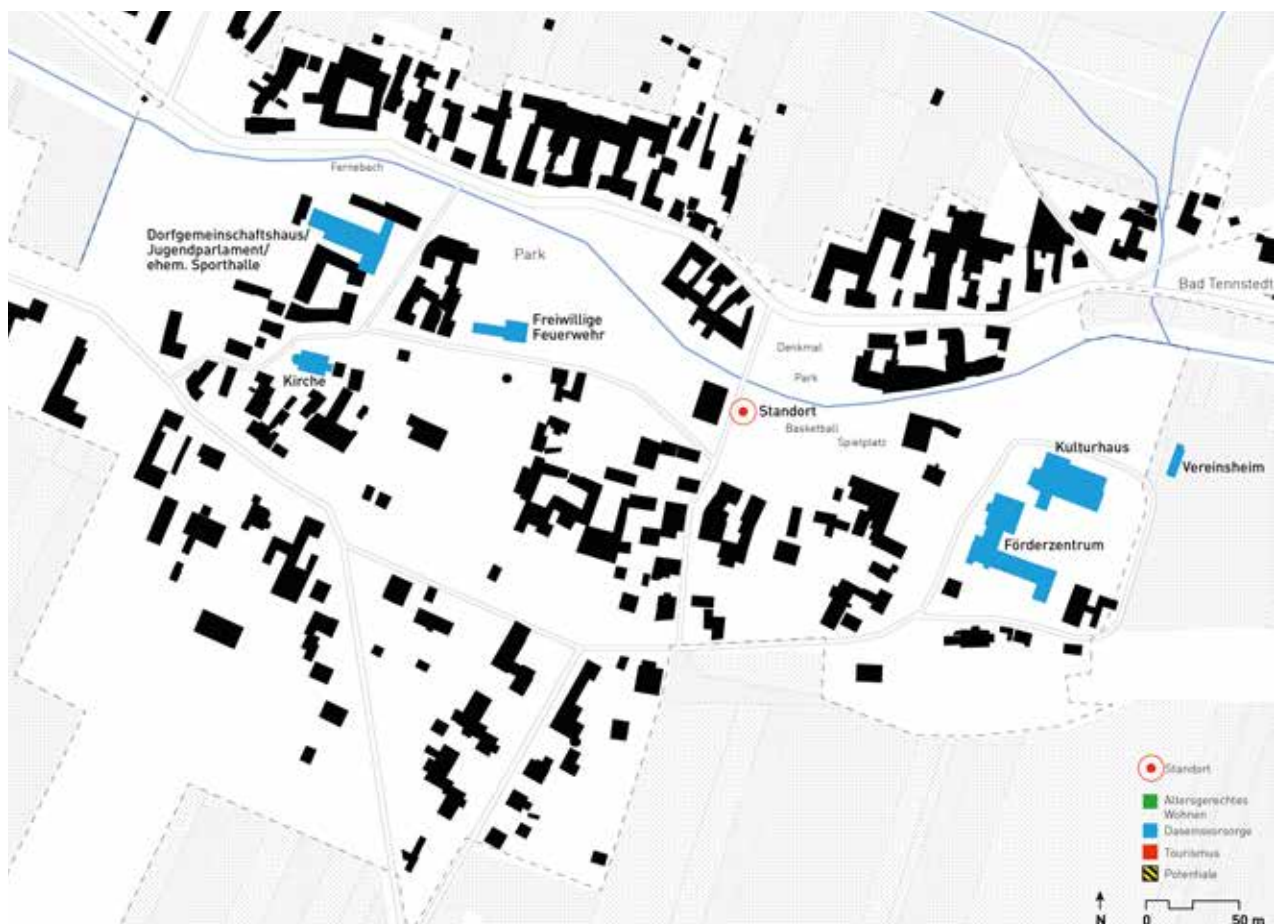 Fernebach
Dorfgemeinschaftshaus/
Jugendparlament/
ehem. Sporthalle
Park
Bad Tennstedt
Freiwillige
Feuerwehr
Denkmal
Park
Kirche
Standort
Basketball
Spielplatz
Kulturhaus
Vereinsheim
Förderzentrum
Standort
Altersgerechtes
Wohnen
Daseinsvorsorge
Tourismus
Potentiale
N
0 50 m